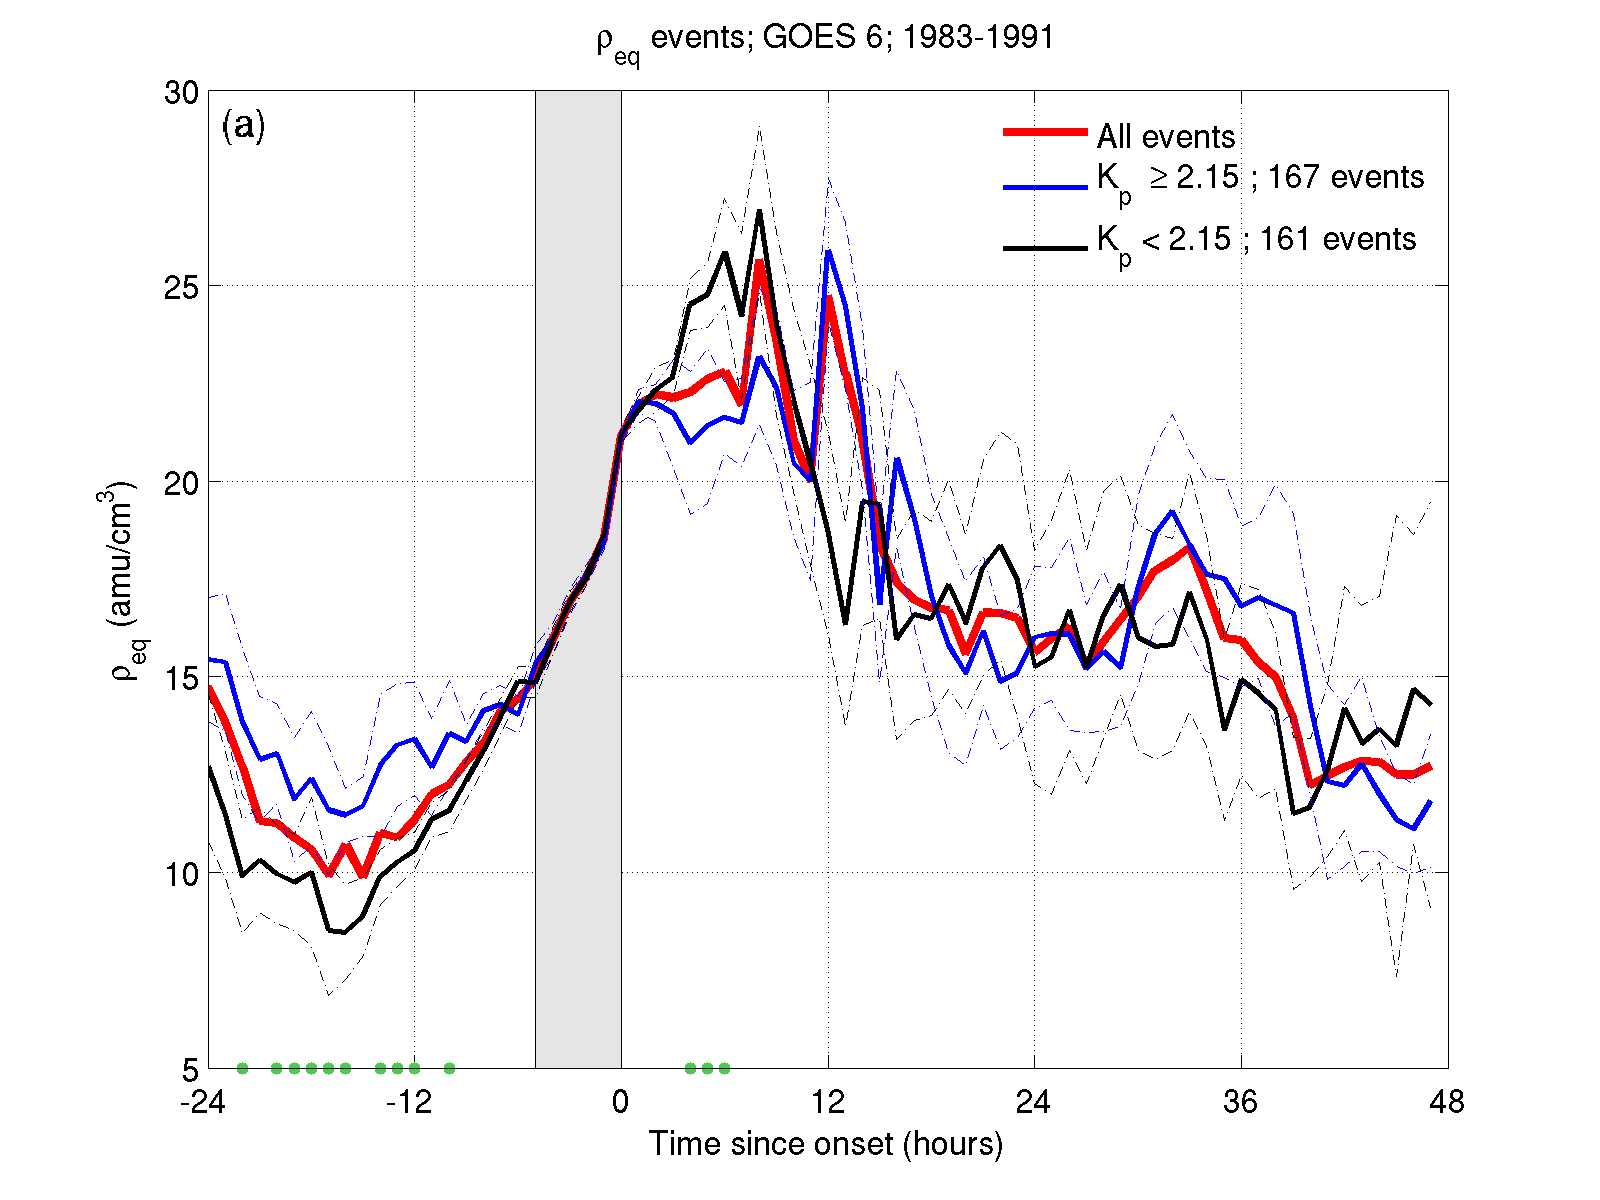 ρeq events; GOES 6; 1983-1991
(a)
All events
Kp ≥ 2.15 ; 167 events
Kp < 2.15 ; 161 events
30
25
20
15
10
5
ρeq (amu/cm3)
-24 -12 0 12 24 36 48
Time since onset (hours)